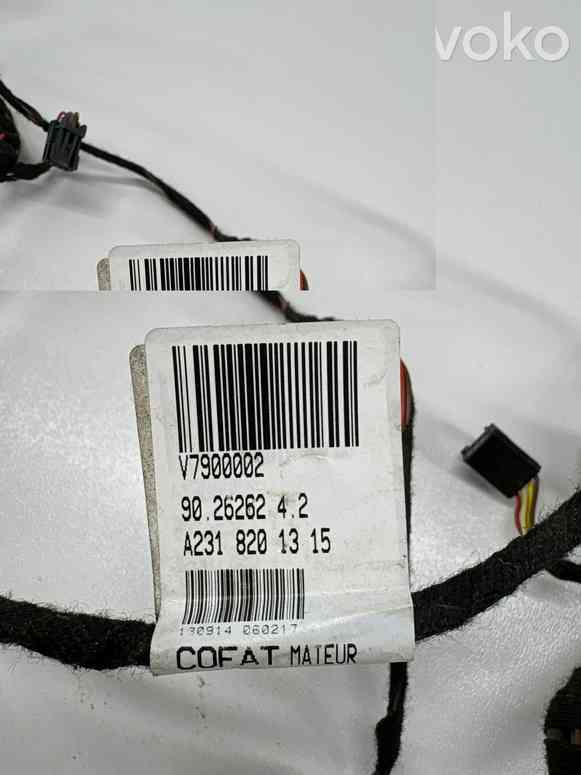 voko
V7900002
90.26262 4.2
A231 820 13 15
130914 060217
COFAT MATEUR